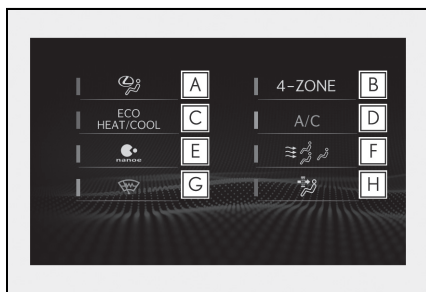 A
4-ZONE B
ECO
HEAT/COOL C
A/C D
nanoe E
F
G
H